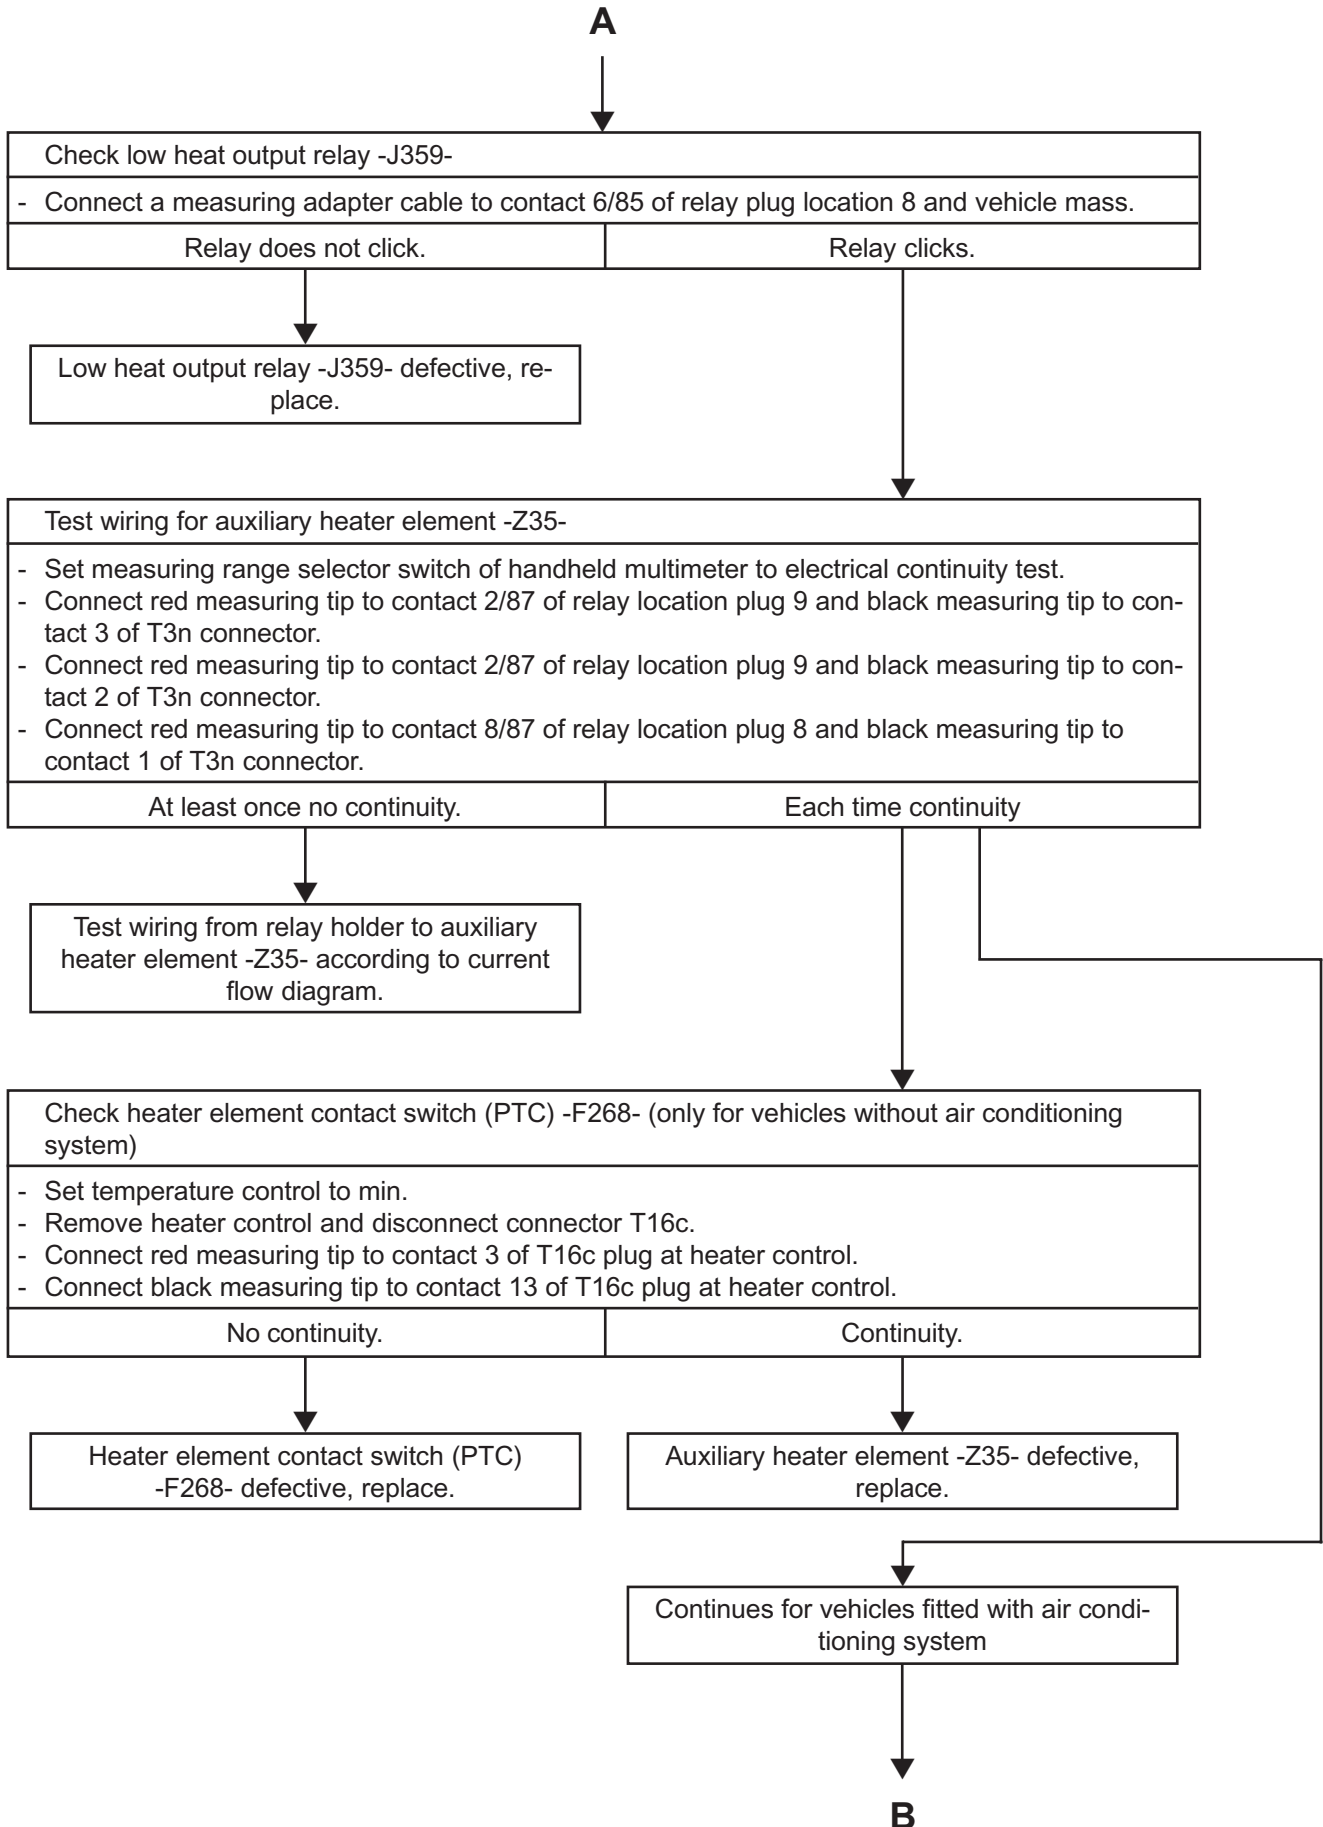 A
Check low heat output relay -J359-
- Connect a measuring adapter cable to contact 6/85 of relay plug location 8 and vehicle mass.
Relay does not click.
Relay clicks.
Low heat output relay -J359- defective, re-
place.
Test wiring for auxiliary heater element -Z35-
- Set measuring range selector switch of handheld multimeter to electrical continuity test.
- Connect red measuring tip to contact 2/87 of relay location plug 9 and black measuring tip to con-
tact 3 of T3n connector.
- Connect red measuring tip to contact 2/87 of relay location plug 9 and black measuring tip to con-
tact 2 of T3n connector.
- Connect red measuring tip to contact 8/87 of relay location plug 8 and black measuring tip to
contact 1 of T3n connector.
At least once no continuity.
Each time continuity
Test wiring from relay holder to auxiliary
heater element -Z35- according to current
flow diagram.
Check heater element contact switch (PTC) -F268- (only for vehicles without air conditioning
system)
- Set temperature control to min.
- Remove heater control and disconnect connector T16c.
- Connect red measuring tip to contact 3 of T16c plug at heater control.
- Connect black measuring tip to contact 13 of T16c plug at heater control.
No continuity.
Continuity.
Heater element contact switch (PTC)
-F268- defective, replace.
Auxiliary heater element -Z35- defective,
replace.
Continues for vehicles fitted with air condi-
tioning system
B